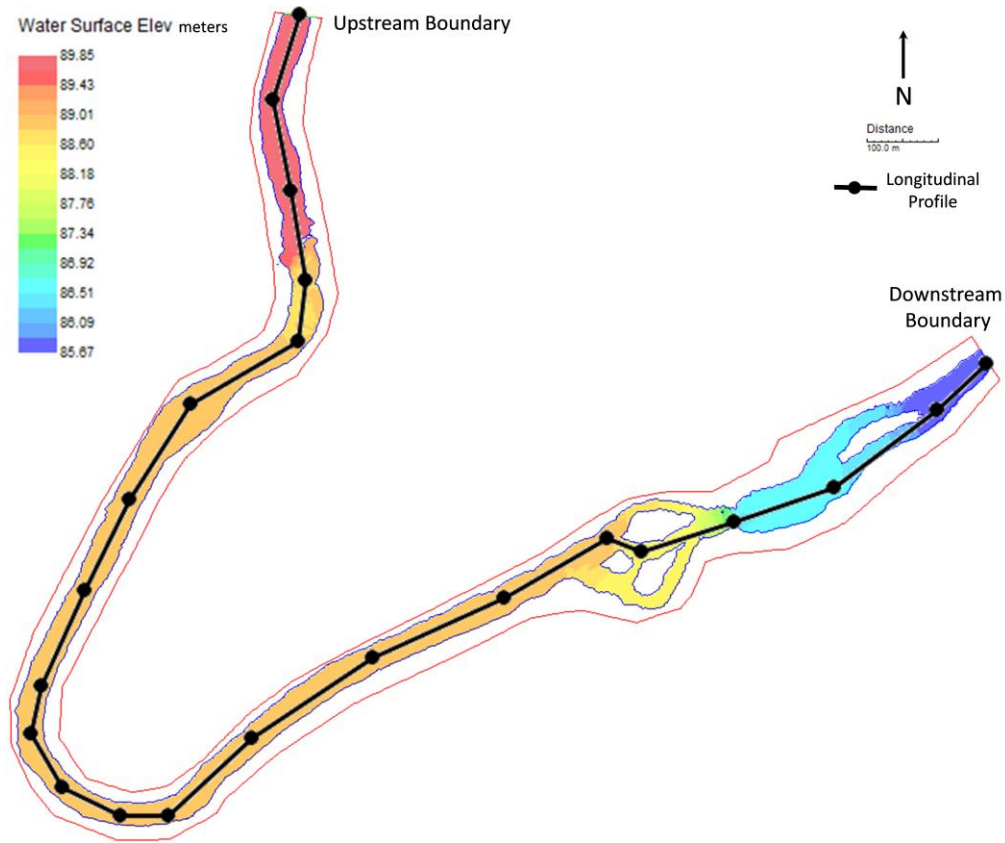 Water Surface Elev meters
89.85
89.43
89.01
88.60
88.18
87.76
87.34
86.92
86.51
86.09
85.67
Upstream Boundary
N
Distance
100.0 m
Longitudinal
Profile
Downstream
Boundary